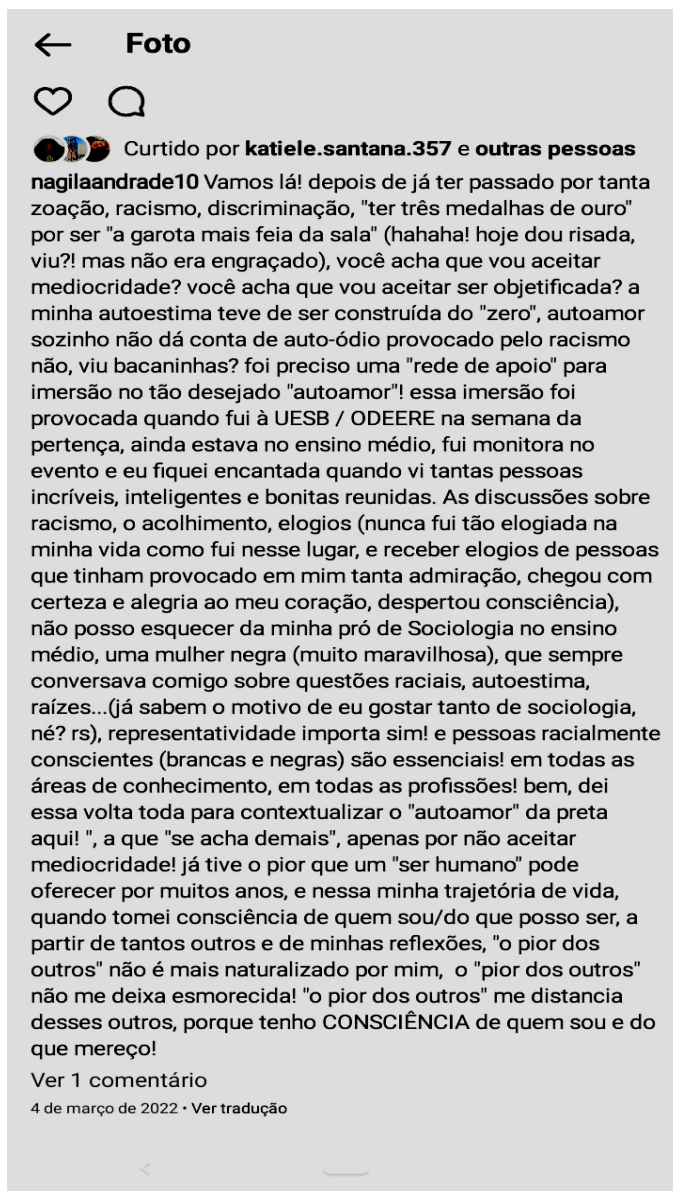 Foto
Curtido por katiele.santana.357 e outras pessoas
nagilaandrade10 Vamos lá! depois de já ter passado por tanta
zoação, racismo, discriminação, "ter três medalhas de ouro"
por ser "a garota mais feia da sala" (hahaha! hoje dou risada,
viu?! mas não era engraçado), você acha que vou aceitar
mediocridade? você acha que vou aceitar ser objetificada? a
minha autoestima teve de ser construída do "zero", autoamor
sozinho não dá conta de auto-ódio provocado pelo racismo
não, viu bacaninhas? foi preciso uma "rede de apoio" para
imersão no tão desejado "autoamor"! essa imersão foi
provocada quando fui à UESB / ODEERE na semana da
pertença, ainda estava no ensino médio, fui monitora no
evento e eu fiquei encantada quando vi tantas pessoas
incríveis, inteligentes e bonitas reunidas. As discussões sobre
racismo, o acolhimento, elogios (nunca fui tão elogiada na
minha vida como fui nesse lugar, e receber elogios de pessoas
que tinham provocado em mim tanta admiração, chegou com
certeza e alegria ao meu coração, despertou consciência),
não posso esquecer da minha pró de Sociologia no ensino
médio, uma mulher negra (muito maravilhosa), que sempre
conversava comigo sobre questões raciais, autoestima,
raízes...(já sabem o motivo de eu gostar tanto de sociologia,
né? rs), representatividade importa sim! e pessoas racialmente
conscientes (brancas e negras) são essenciais! em todas as
áreas de conhecimento, em todas as profissões! bem, dei
essa volta toda para contextualizar o "autoamor" da preta
aqui! ", a que "se acha demais", apenas por não aceitar
mediocridade! já tive o pior que um "ser humano" pode
oferecer por muitos anos, e nessa minha trajetória de vida,
quando tomei consciência de quem sou/do que posso ser, a
partir de tantos outros e de minhas reflexões, "o pior dos
outros" não é mais naturalizado por mim, o "pior dos outros"
não me deixa esmorecida! "o pior dos outros" me distancia
desses outros, porque tenho CONSCIÊNCIA de quem sou e do
que mereço!
Ver 1 comentário
4 de março de 2022 • Ver tradução